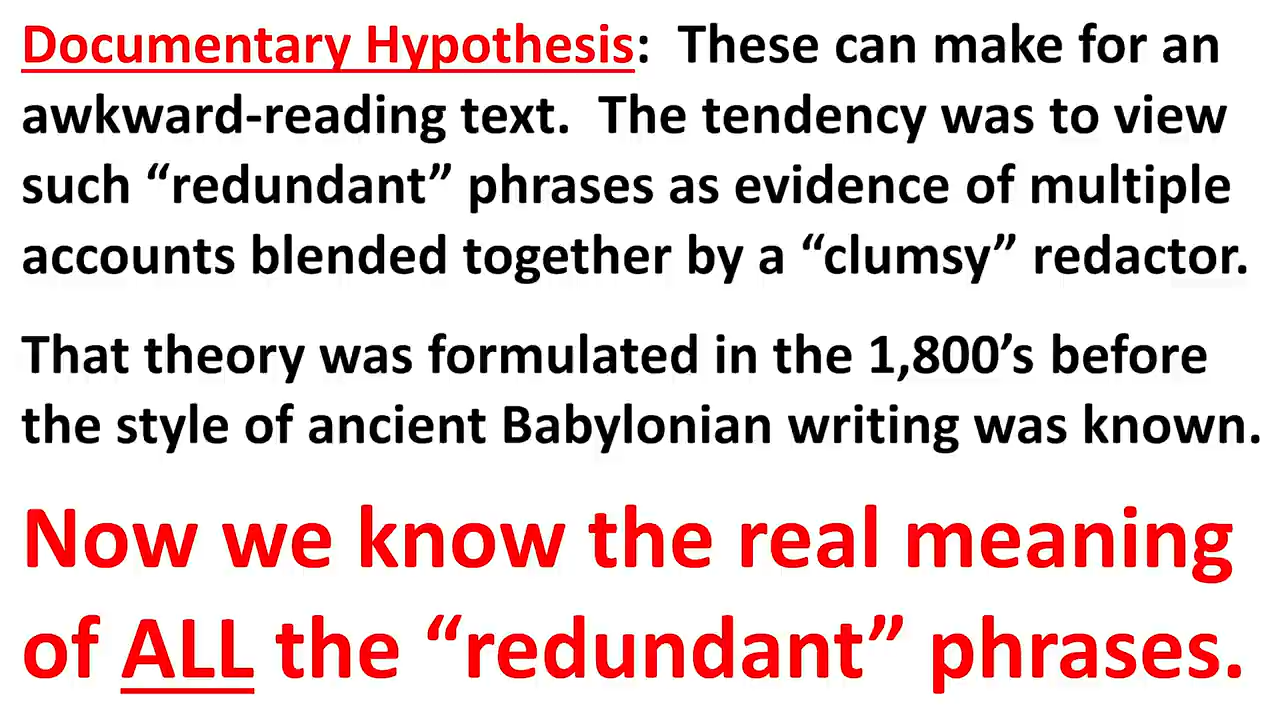 Documentary Hypothesis:  These can make for an
awkward-reading text.  The tendency was to view
such “redundant” phrases as evidence of multiple
accounts blended together by a “clumsy” redactor.
That theory was formulated in the 1,800’s before
the style of ancient Babylonian writing was known.
Now we know the real meaning
of ALL the “redundant” phrases.